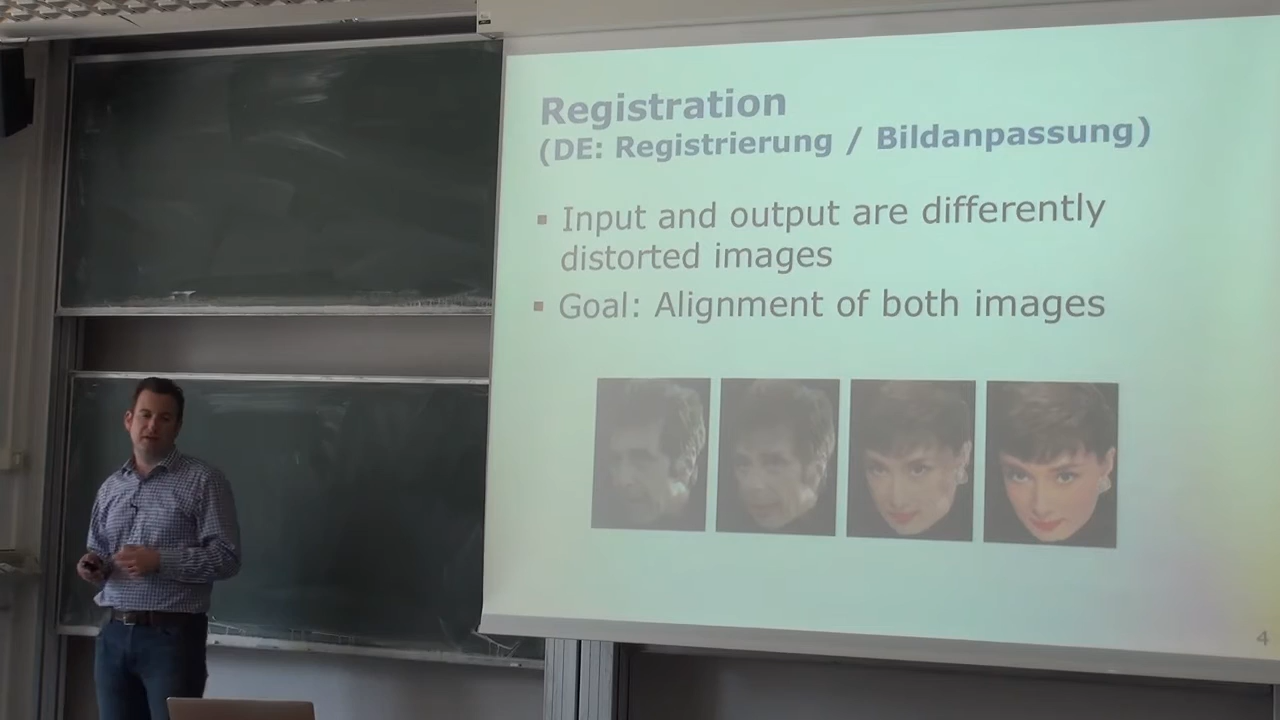 Registration
(DE: Registrierung / Bildanpassung)
▪ Input and output are differently
distorted images
▪ Goal: Alignment of both images
4